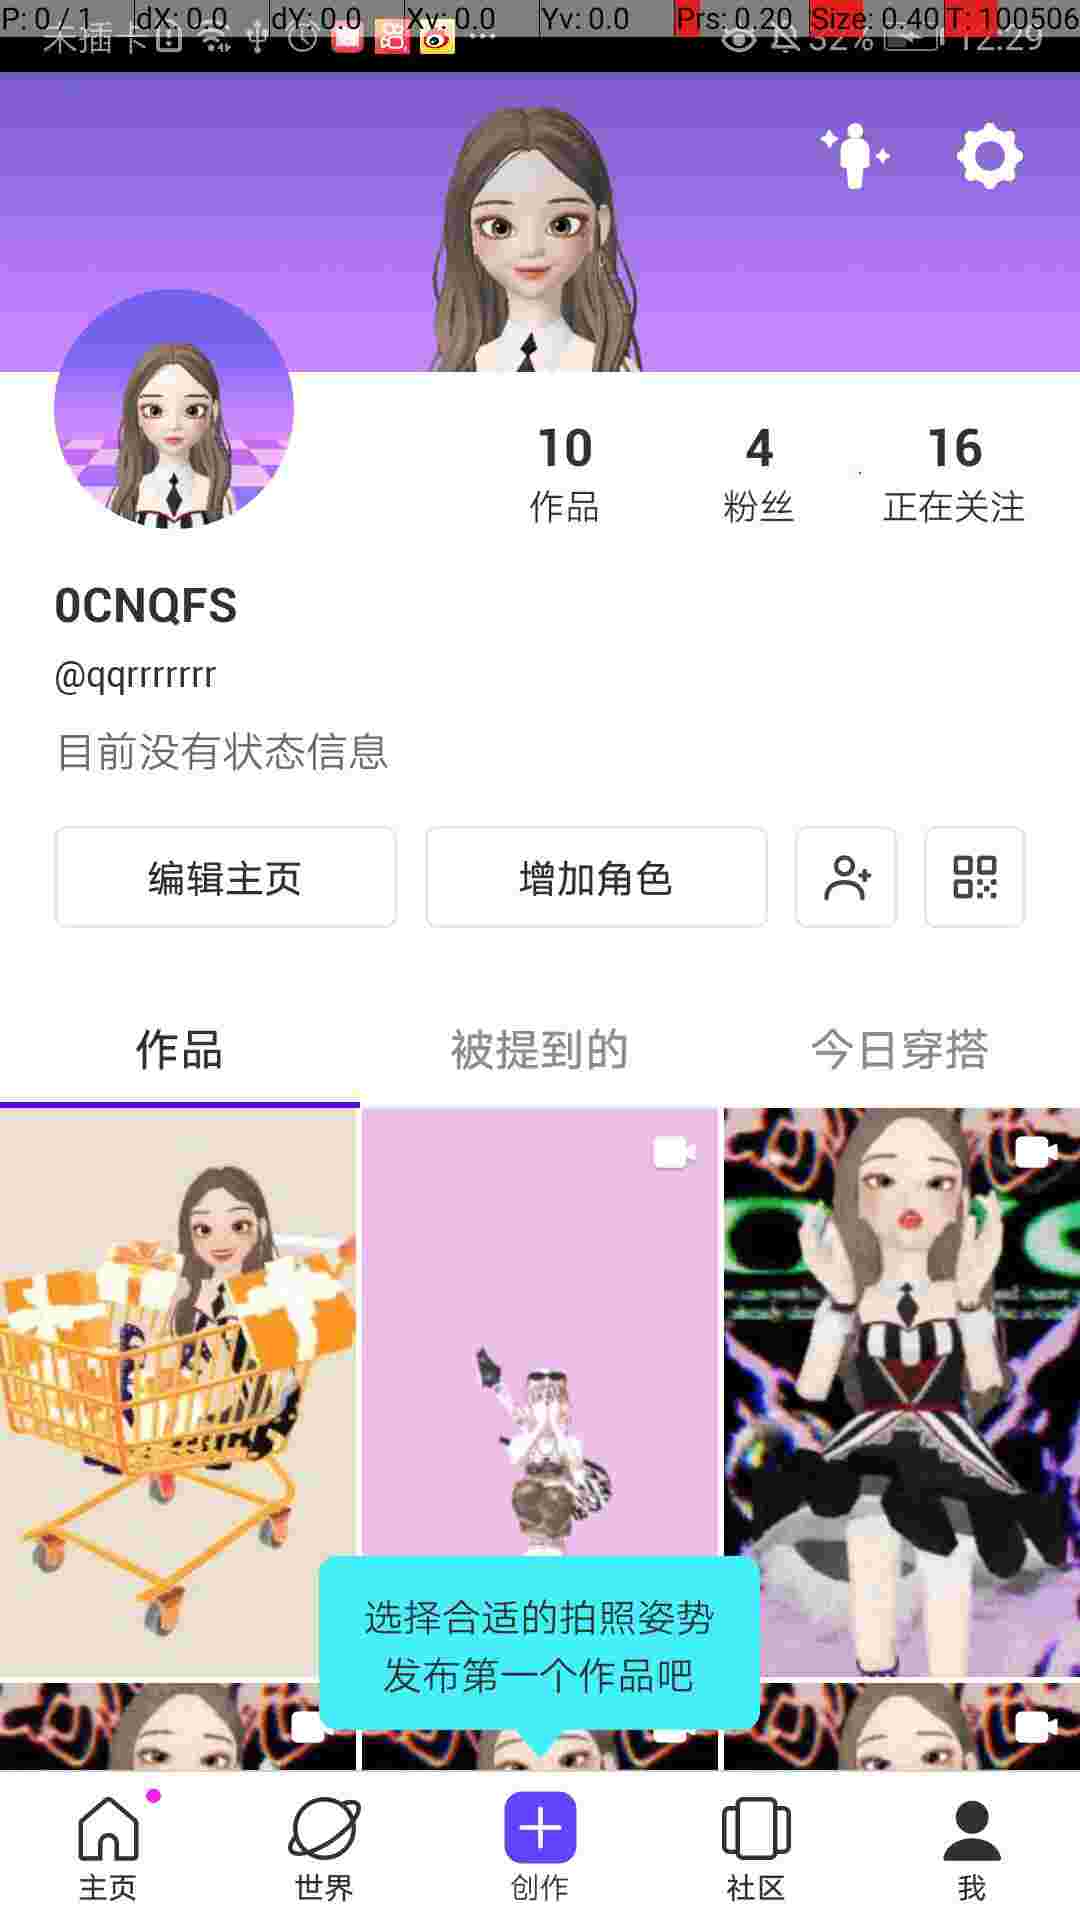 P: 0 / 1 dX: 0.0 dY: 0.0 Xv: 0.0 Yv: 0.0 Prs: 0.20 Size: 0.40 T: 100506
未插卡 32% 12:29
10 4 16
作品 粉丝 正在关注
0CNQFS
@qqrrrrrrr
目前没有状态信息
编辑主页 增加角色
作品 被提到的 今日穿搭
选择合适的拍照姿势
发布第一个作品吧
主页 世界 创作 社区 我